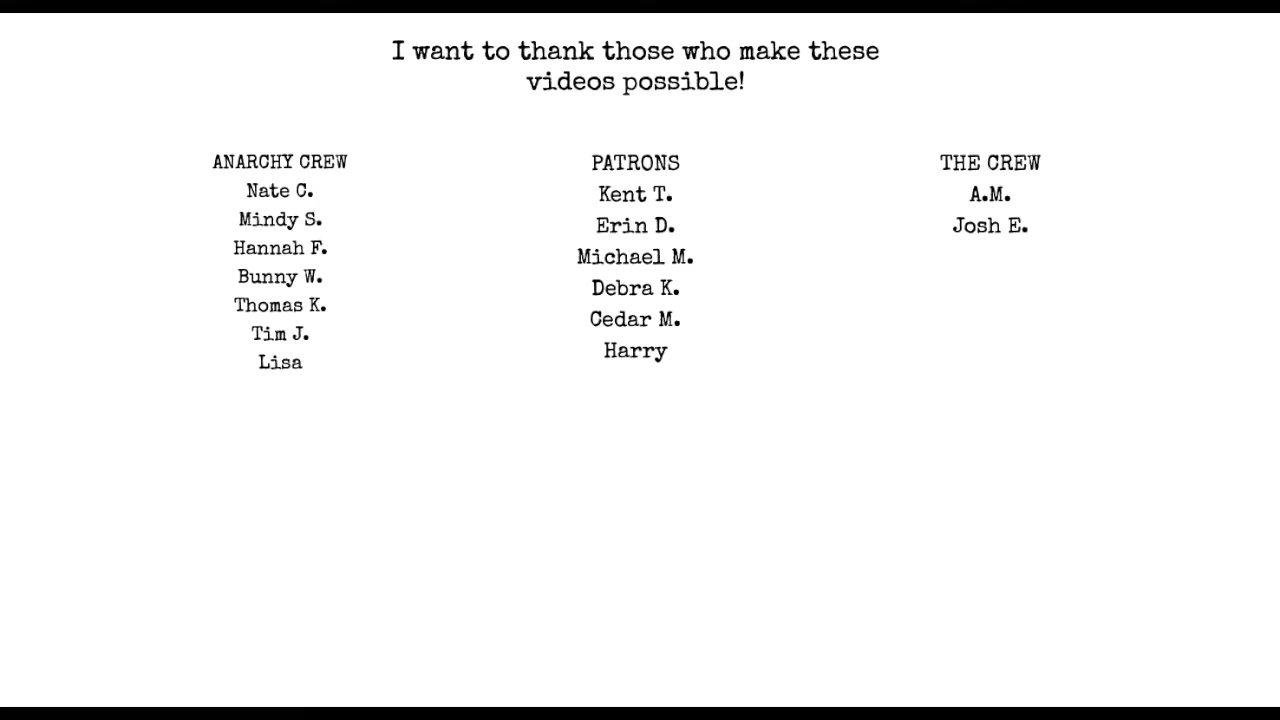 I want to thank those who make these
videos possible!
ANARCHY CREW
Nate C.
Mindy S.
Hannah F.
Bunny W.
Thomas K.
Tim J.
Lisa
PATRONS
Kent T.
Erin D.
Michael M.
Debra K.
Cedar M.
Harry
THE CREW
A.M.
Josh E.